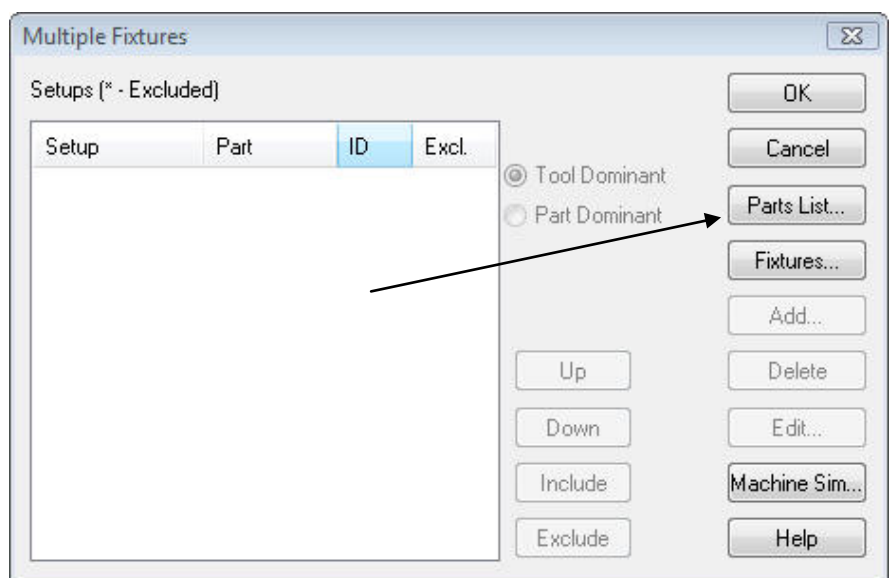 Multiple Fixtures
Setups (* - Excluded)
Setup Part ID Excl.
Tool Dominant
Part Dominant
Up
Down
Include
Exclude
OK
Cancel
Parts List...
Fixtures...
Add...
Delete
Edit...
Machine Sim...
Help